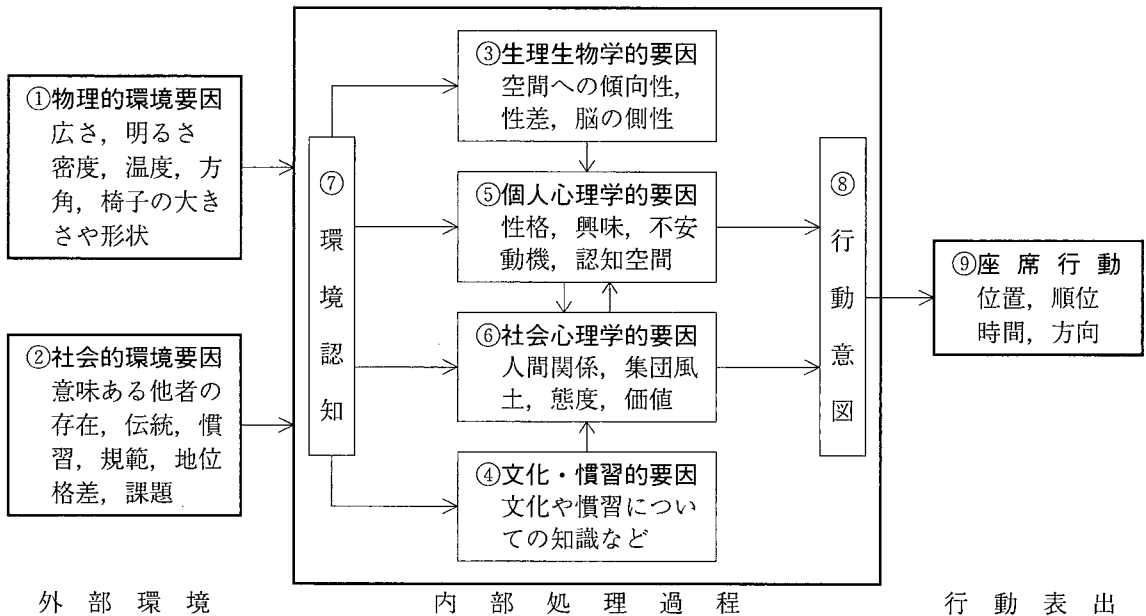 ①物理的環境要因
広さ，明るさ
密度，温度，方
角，椅子の大き
さや形状
②社会的環境要因
意味ある他者の
存在，伝統，慣
習，規範，地位
格差，課題
⑦環境認知
③生理生物学的要因
空間への傾向性，
性差，脳の側性
⑤個人心理学的要因
性格，興味，不安
動機，認知空間
⑥社会心理学的要因
人間関係，集団風
土，態度，価値
④文化・慣習的要因
文化や慣習につい
ての知識など
⑧行動意図
⑨座席行動
位置，順位
時間，方向
外部環境
内部処理過程
行動表出